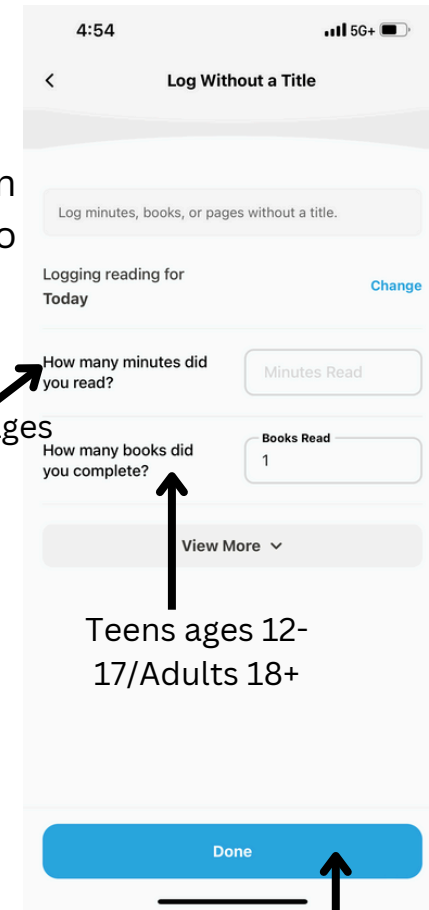 4:54
5G+
Log Without a Title
Log minutes, books, or pages without a title.
Logging reading for
Today
Change
How many minutes did
you read?
Minutes Read
How many books did
you complete?
Books Read
1
View More
Teens ages 12-
17/Adults 18+
Done